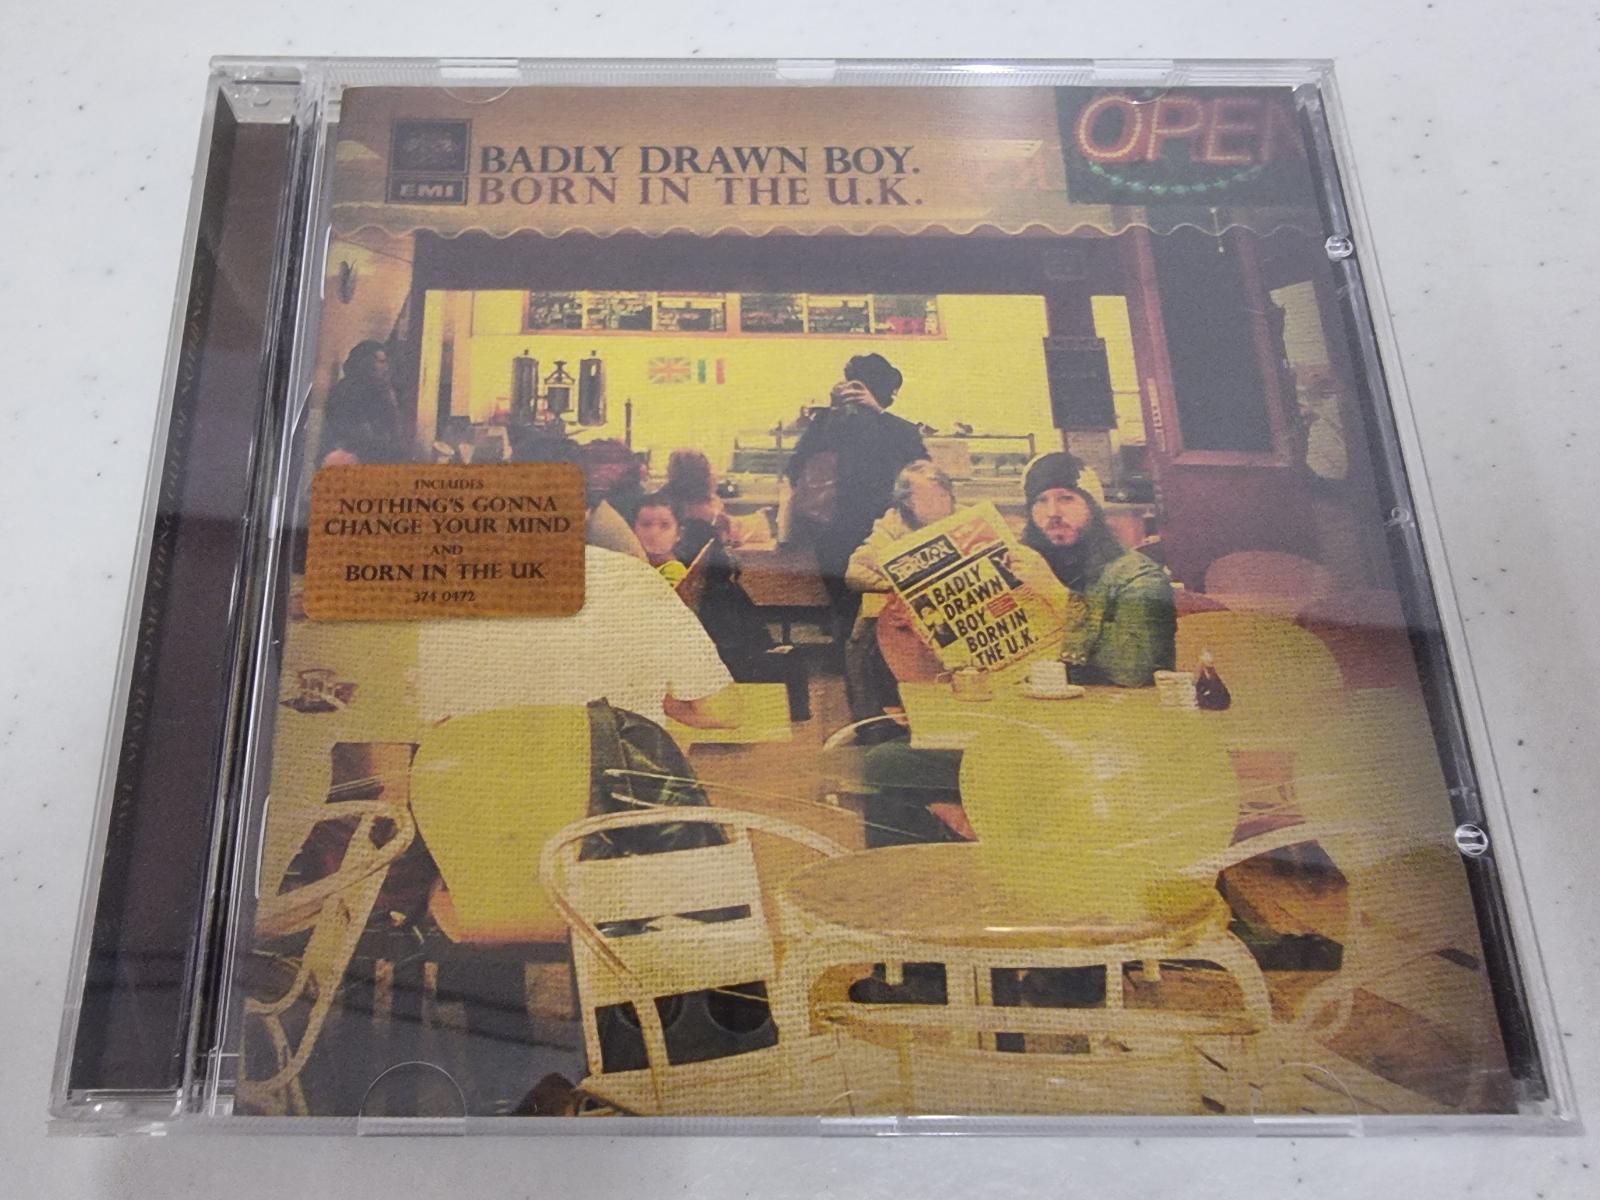 OPEN
BADLY DRAWN BOY.
EMI
BORN IN THE U.K.
INCLUDES
NOTHING'S GONNA
CHANGE YOUR MIND
AND
BORN IN THE UK
374 0472
BADLY
DRAWN
BOY
BORN IN
THE U.K.